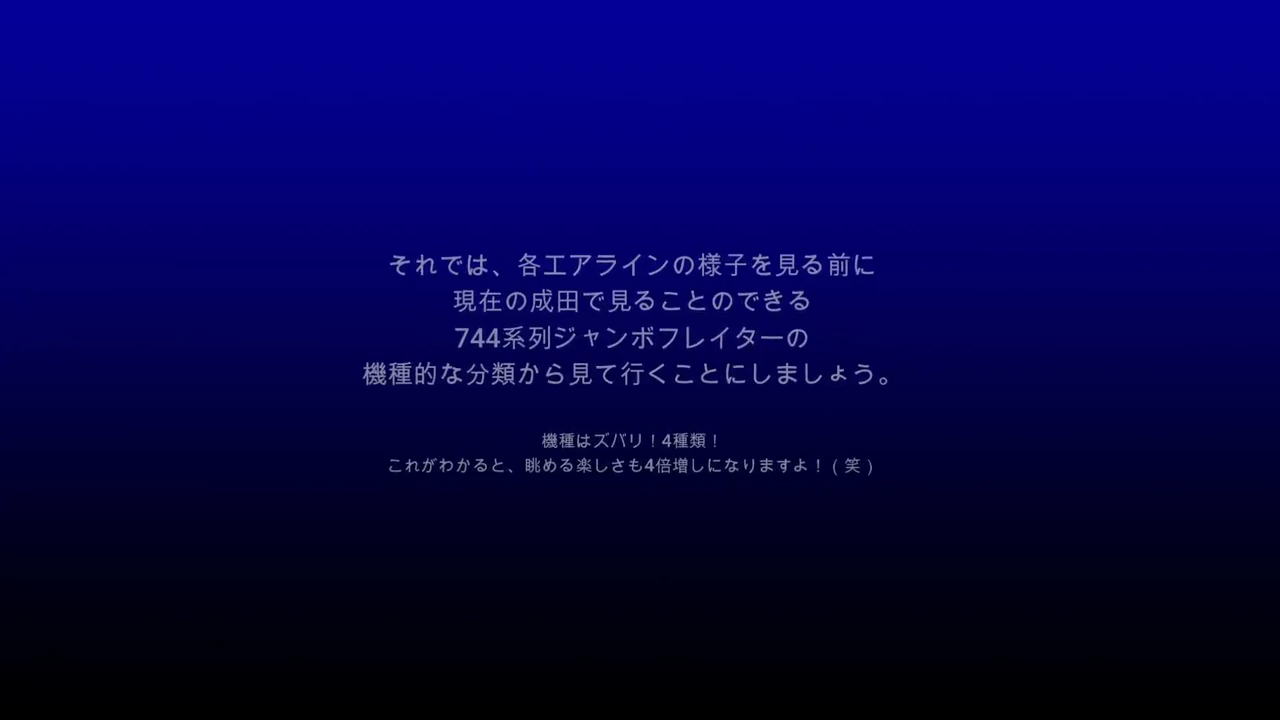 それでは、各エアラインの様子を見る前に
現在の成田で見ることのできる
744系列ジャンボフレイターの
機種的な分類から見て行くことにしましょう。
機種はズバリ！4種類！
これがわかると、眺める楽しさも4倍増しになりますよ！（笑）